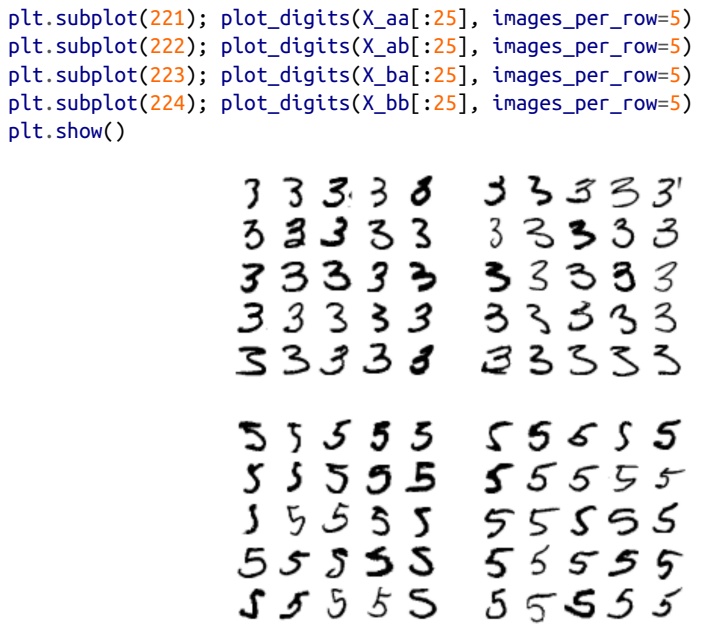 plt.subplot(221); plot_digits(X_aa[:25], images_per_row=5)
plt.subplot(222); plot_digits(X_ab[:25], images_per_row=5)
plt.subplot(223); plot_digits(X_ba[:25], images_per_row=5)
plt.subplot(224); plot_digits(X_bb[:25], images_per_row=5)
plt.show()
3 3 3 3 8 3 3 3 3 3
3 3 3 3 3 3 3 3 3 3
3 3 3 3 3 3 3 3 3 3
3 3 3 3 3 3 3 3 3 3
3 3 3 3 3 3 3 3 3 3
5 5 5 5 5 5 5 5 5 5
5 5 5 5 5 5 5 5 5 5
5 5 5 5 5 5 5 5 5 5
5 5 5 5 5 5 5 5 5 5
5 5 5 5 5 5 5 5 5 5